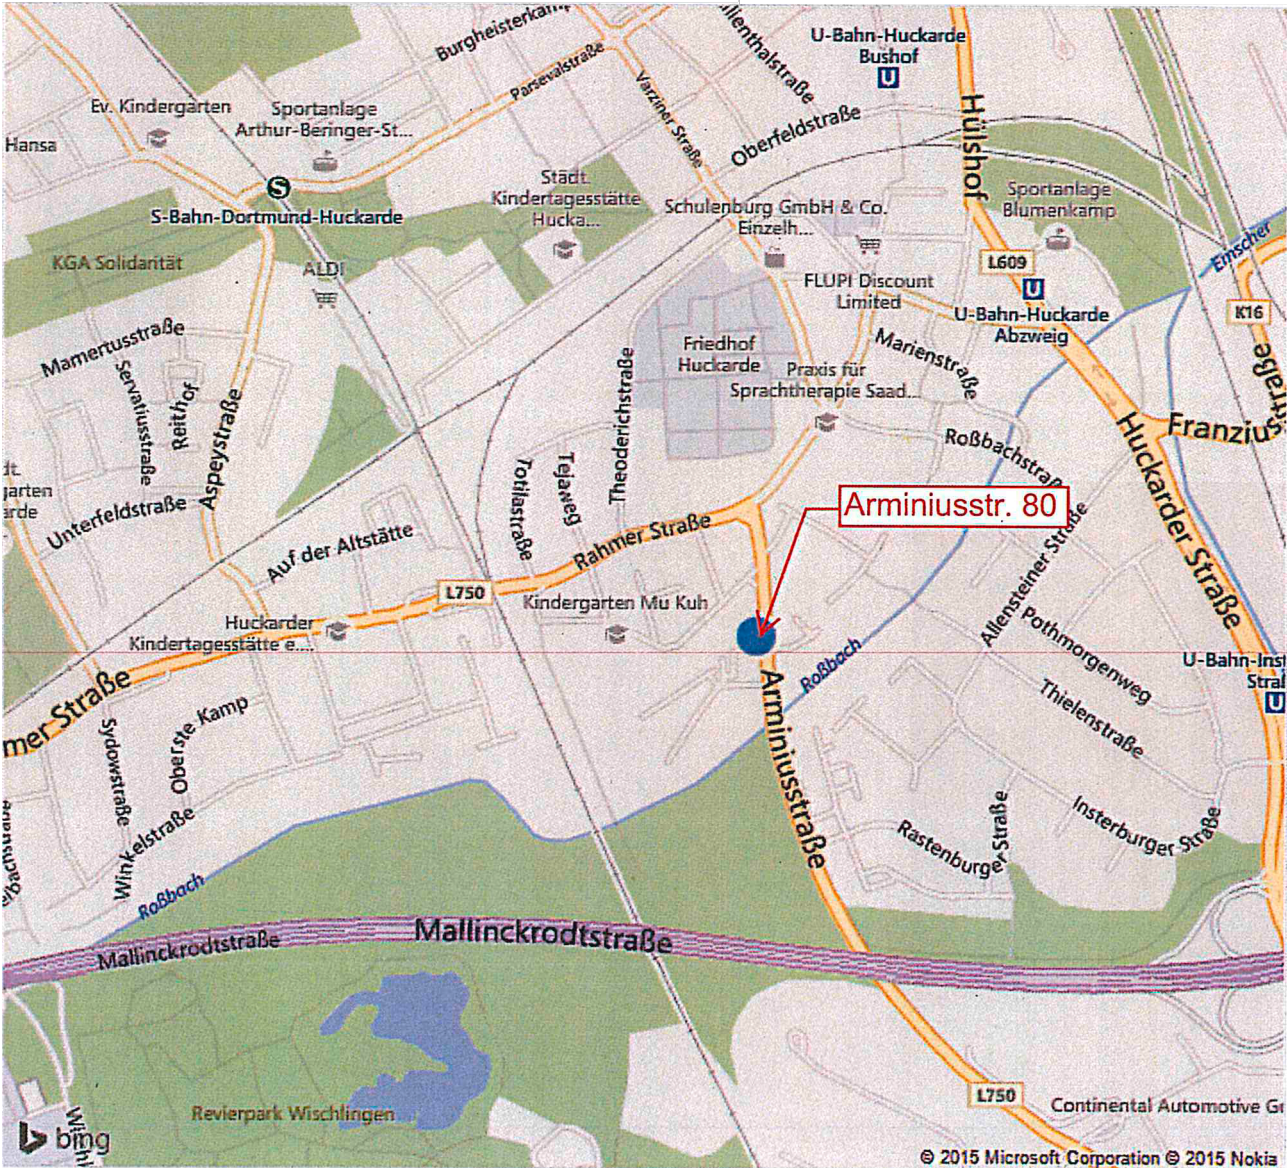 Burgheisterkamp
Parsevalstraße
Varziner Straße
U-Bahn-Huckarde
Bushof
U
Ev. Kindergarten
Sportanlage
Arthur-Beringer-St...
Hansa
Oberfeldstraße
Hülshof
S
S-Bahn-Dortmund-Huckarde
Städt.
Kindertagesstätte
Hucka...
Schulenburg GmbH & Co.
Einzelh...
Sportanlage
Blumenkamp
Emscher
KGA Solidarität
ALDI
FLUPI Discount
Limited
L609
U
U-Bahn-Huckarde
Abzweig
K16
Mamertusstraße
Servatiusstraße
Reithof
Aspeystraße
Theoderichstraße
Friedhof
Huckarde
Praxis für
Sprachtherapie Saad...
Marienstraße
Roßbachstraße
Huckarder Straße
Franzius
straße
dt.
garten
arde
Unterfeldstraße
Auf der Altstätte
Totilastraße
Tejaweg
Rahmer Straße
Arminiusstr. 80
L750
Kindergarten Mu Kuh
Huckarder
Kindertagesstätte e....
Allensteiner Straße
Pothmorgenweg
Thielenstraße
U-Bahn-Inst
Straß
U
Roßbach
mer Straße
Sydowstraße
Oberste Kamp
Winkelstraße
Arminiusstraße
Rastenburger Straße
Insterburger Straße
Roßbach
Mallinckrodtstraße
Mallinckrodtstraße
Revierpark Wischlingen
L750
Continental Automotive G
bing
© 2015 Microsoft Corporation © 2015 Nokia